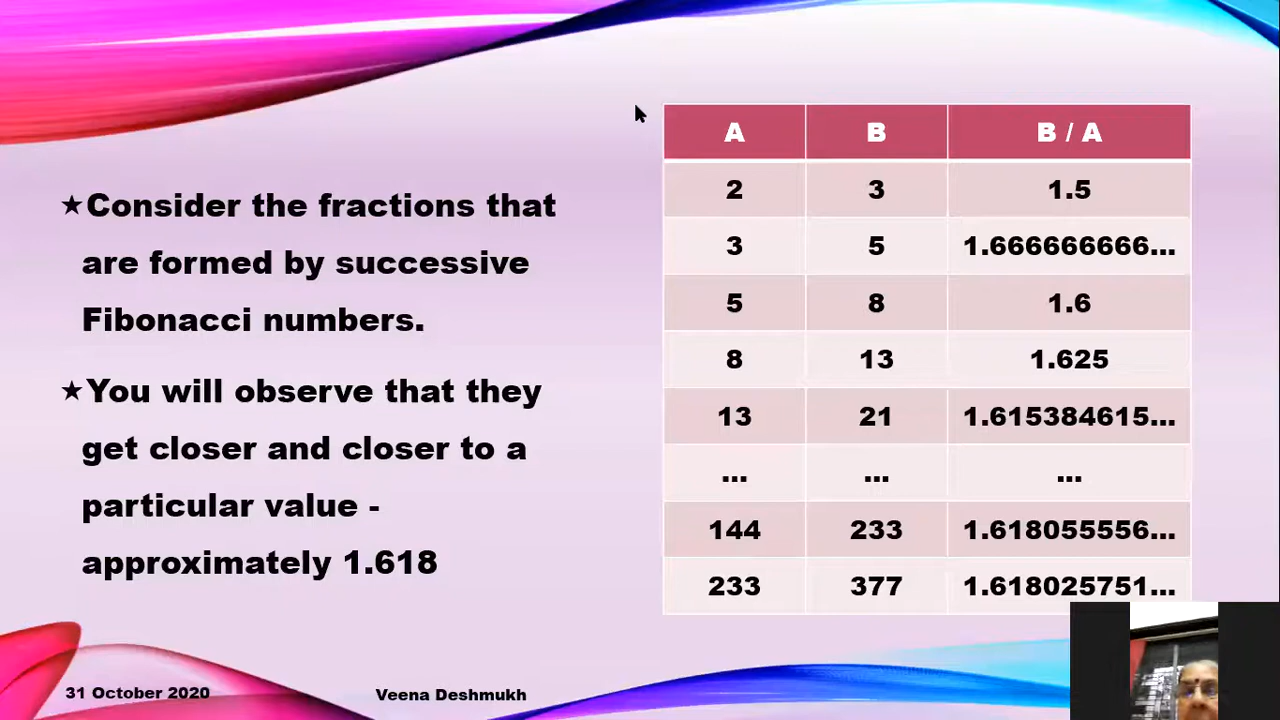 ★Consider the fractions that
are formed by successive
Fibonacci numbers.
★You will observe that they
get closer and closer to a
particular value -
approximately 1.618
A B B / A
2 3 1.5
3 5 1.666666666...
5 8 1.6
8 13 1.625
13 21 1.615384615...
... ... ...
144 233 1.618055556...
233 377 1.618025751...
31 October 2020 Veena Deshmukh